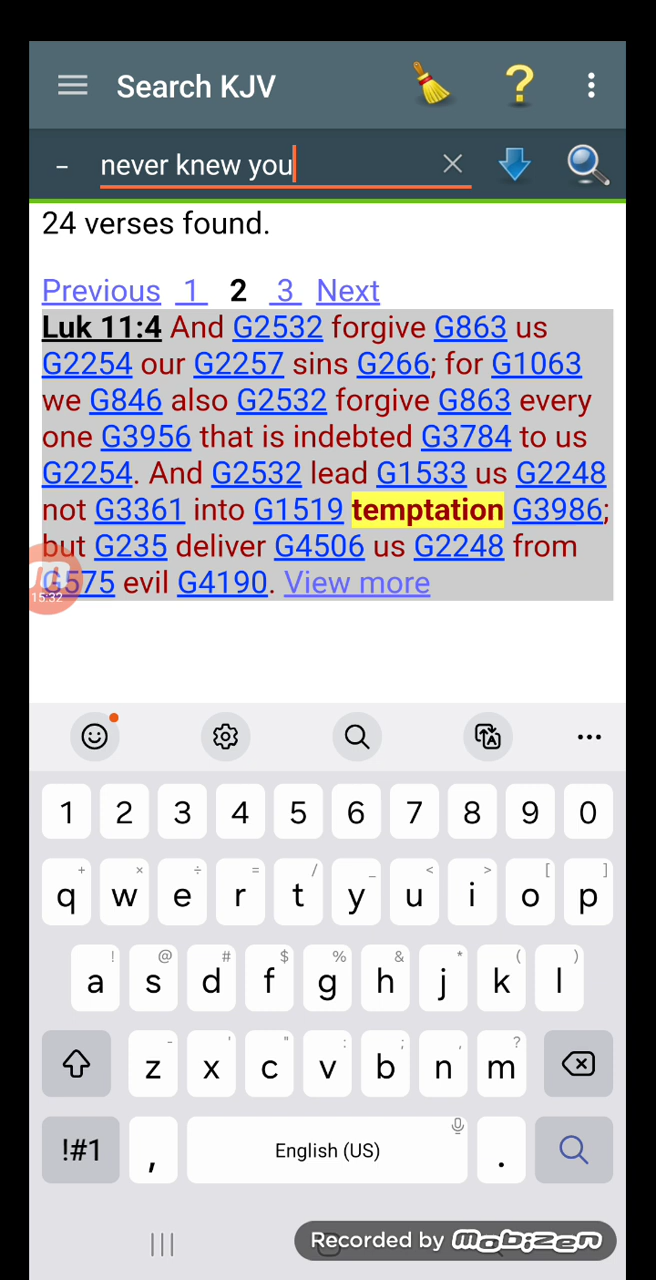 Search KJV
?
- never knew you
24 verses found.
Previous 1 2 3 Next
Luk 11:4 And G2532 forgive G863 us
G2254 our G2257 sins G266; for G1063
we G846 also G2532 forgive G863 every
one G3956 that is indebted G3784 to us
G2254. And G2532 lead G1533 us G2248
not G3361 into G1519 temptation G3986;
but G235 deliver G4506 us G2248 from
G575 evil G4190. View more
15:32
1 2 3 4 5 6 7 8 9 0
+ × ÷ = / _ < > [ ]
q w e r t y u i o p
! @ # $ % & * ( )
a s d f g h j k l
- ' " : ; , ?
z x c v b n m
!#1 , English (US) .
Recorded by mobizen